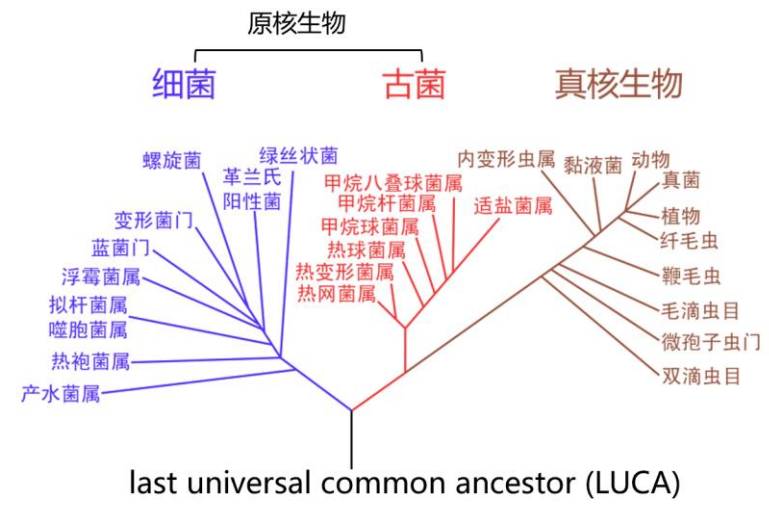 原核生物
细菌
古菌
真核生物
螺旋菌
革兰氏
阳性菌
绿丝状菌
变形菌门
蓝菌门
浮霉菌属
拟杆菌属
噬胞菌属
热袍菌属
产水菌属
甲烷八叠球菌属
甲烷杆菌属
适盐菌属
甲烷球菌属
热球菌属
热变形菌属
热网菌属
内变形虫属
黏液菌
动物
真菌
植物
纤毛虫
鞭毛虫
毛滴虫目
微孢子虫门
双滴虫目
last universal common ancestor (LUCA)